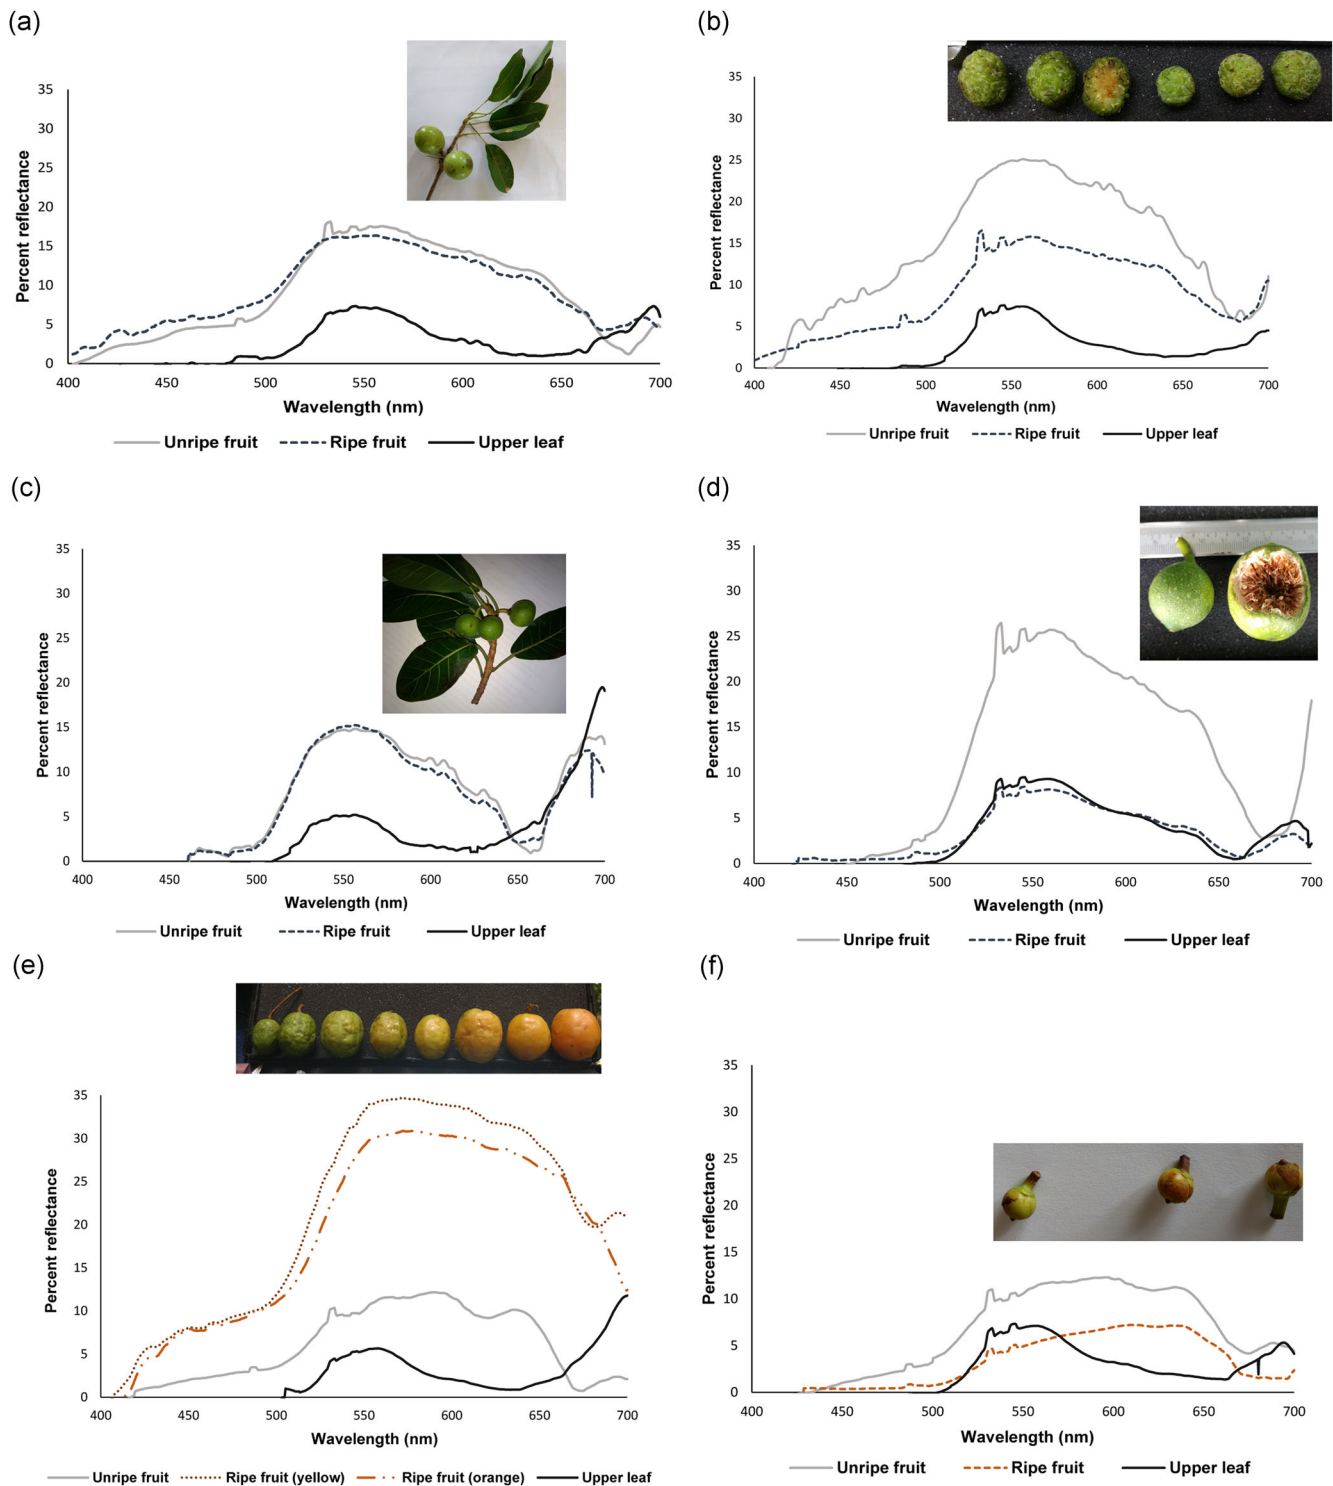 (a)
35
30
25
20
15
10
5
0
Percent reflectance
400 450 500 550 600 650 700
Wavelength (nm)
Unripe fruit Ripe fruit Upper leaf
(b)
35
30
25
20
15
10
5
0
Percent reflectance
400 450 500 550 600 650 700
Wavelength (nm)
Unripe fruit Ripe fruit Upper leaf
(c)
35
30
25
20
15
10
5
0
Percent reflectance
400 450 500 550 600 650 700
Wavelength (nm)
Unripe fruit Ripe fruit Upper leaf
(d)
35
30
25
20
15
10
5
0
Percent reflectance
400 450 500 550 600 650 700
Wavelength (nm)
Unripe fruit Ripe fruit Upper leaf
(e)
35
30
25
20
15
10
5
0
Percent reflectance
400 450 500 550 600 650 700
Wavelength (nm)
Unripe fruit Ripe fruit (yellow) Ripe fruit (orange) Upper leaf
(f)
35
30
25
20
15
10
5
0
Percent reflectance
400 450 500 550 600 650 700
Wavelength (nm)
Unripe fruit Ripe fruit Upper leaf